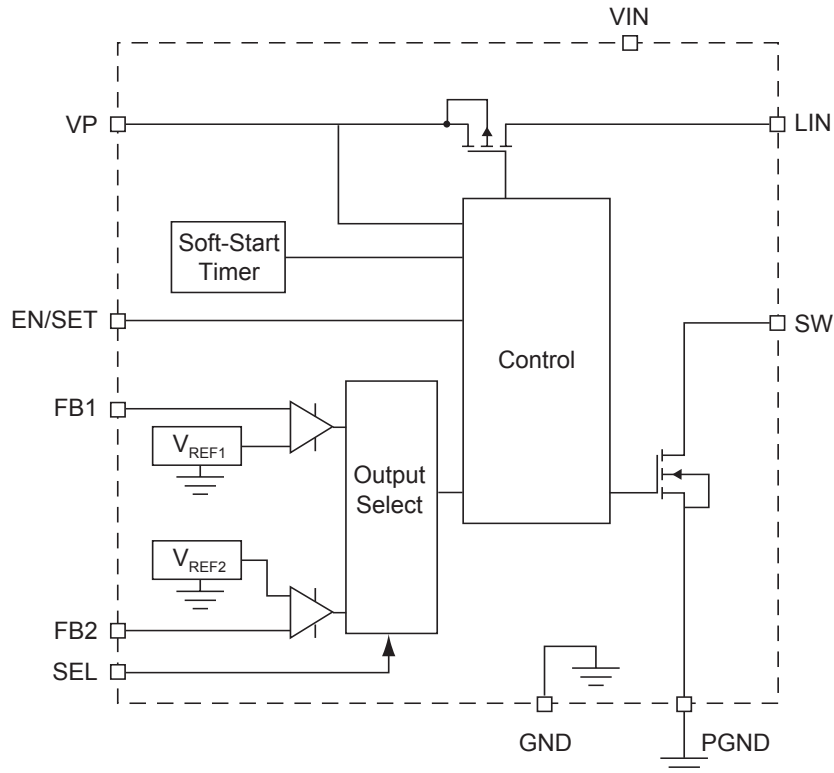 VIN
VP
LIN
Soft-Start
Timer
EN/SET
SW
Control
FB1
VREF1
Output
Select
VREF2
FB2
SEL
GND
PGND